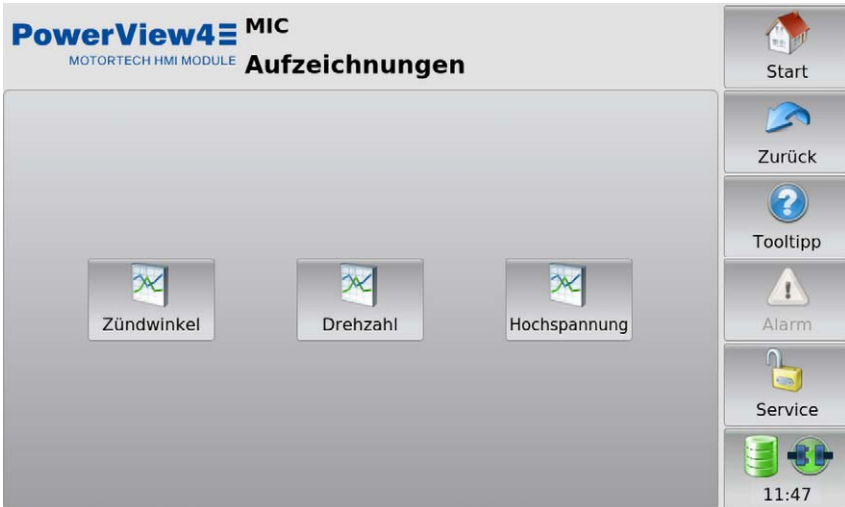 PowerView4
MOTORTECH HMI MODULE
MIC
Aufzeichnungen
Zündwinkel
Drehzahl
Hochspannung
Start
Zurück
Tooltipp
Alarm
Service
11:47